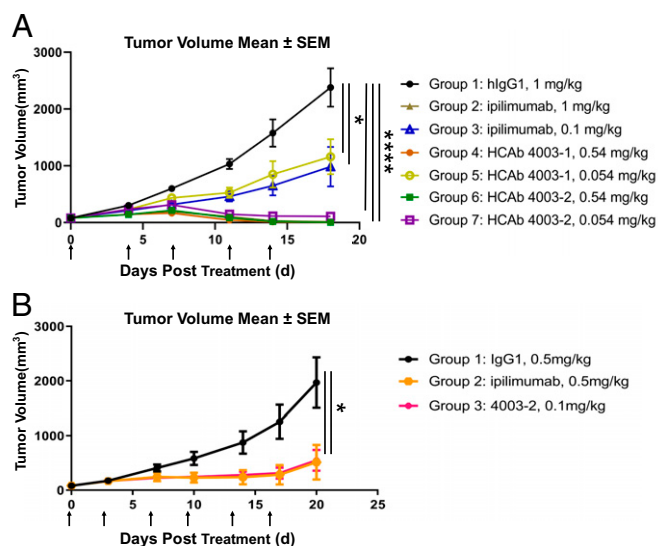 A
Tumor Volume Mean ± SEM
Tumor Volume(mm³)
3000
2000
1000
0
0
5
10
15
20
Days Post Treatment (d)
*
****
Group 1: hIgG1, 1 mg/kg
Group 2: ipilimumab, 1 mg/kg
Group 3: ipilimumab, 0.1 mg/kg
Group 4: HCAb 4003-1, 0.54 mg/kg
Group 5: HCAb 4003-1, 0.054 mg/kg
Group 6: HCAb 4003-2, 0.54 mg/kg
Group 7: HCAb 4003-2, 0.054 mg/kg
B
Tumor Volume Mean ± SEM
Tumor Volume(mm³)
3000
2000
1000
0
0
5
10
15
20
25
Days Post Treatment (d)
*
Group 1: IgG1, 0.5mg/kg
Group 2: ipilimumab, 0.5mg/kg
Group 3: 4003-2, 0.1mg/kg